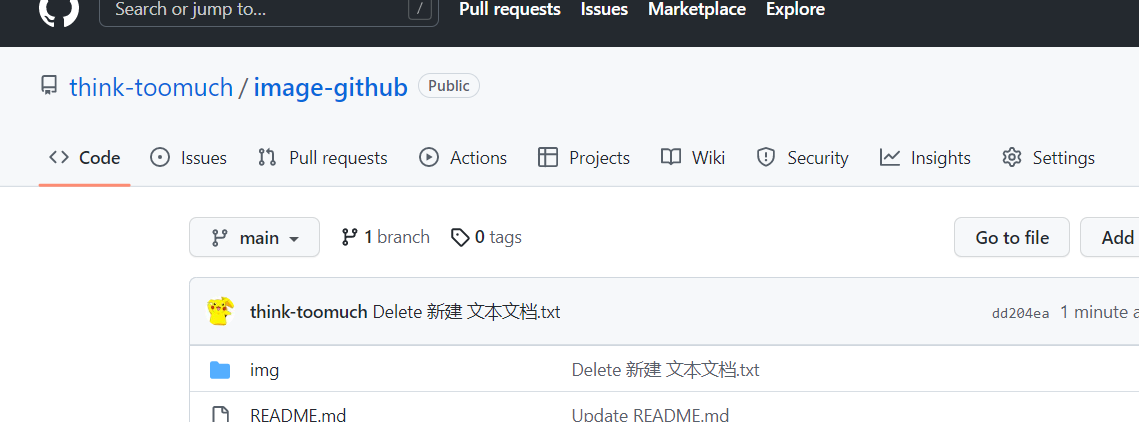 Search or jump to... / Pull requests Issues Marketplace Explore
think-toomuch / image-github Public
Code Issues Pull requests Actions Projects Wiki Security Insights Settings
main 1 branch 0 tags Go to file Add
think-toomuch Delete 新建 文本文档.txt dd204ea 1 minute a
img Delete 新建 文本文档.txt
README.md Update README.md